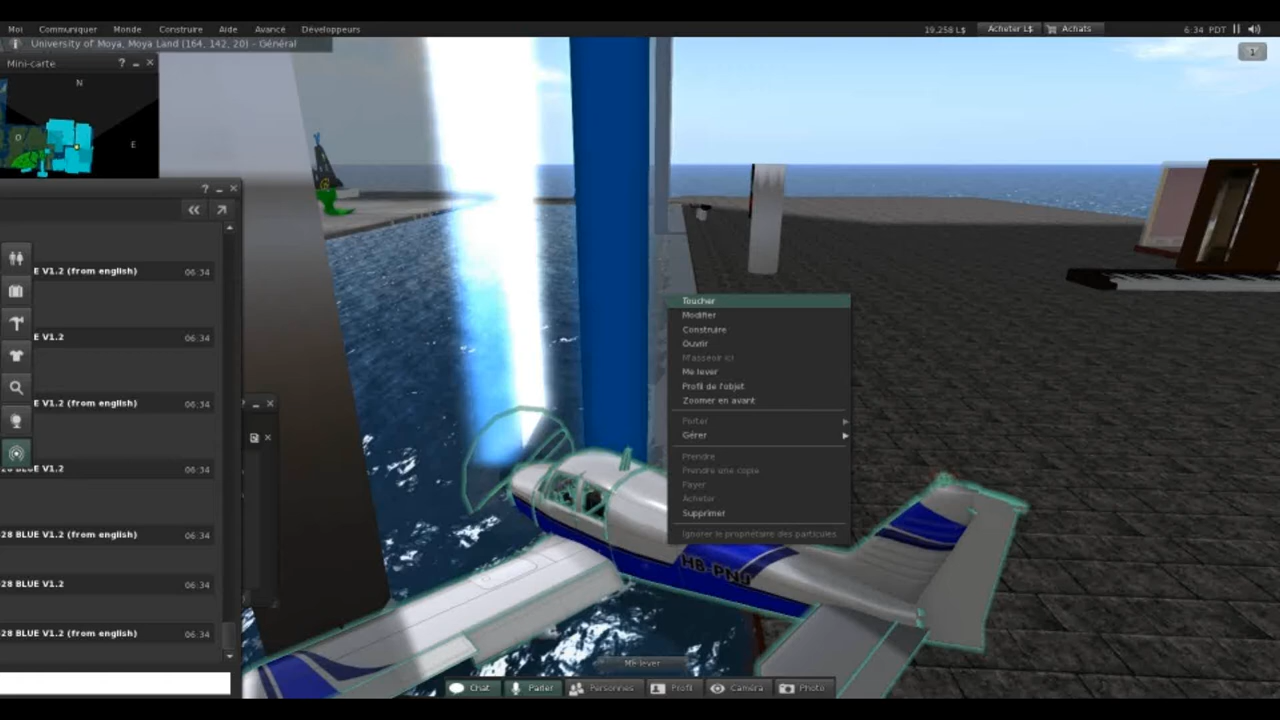 Moi Communiquer Monde Construire Aide Avancé Développeurs 19,258 L$ Acheter L$ Achats 6:34 PDT
University of Moya, Moya Land (164, 142, 20) - Général
Mini-carte ? _ ×
N
O
E
E V1.2 (from english) 06:34
E V1.2 06:34
E V1.2 (from english) 06:34
E V1.2 06:34
28 BLUE V1.2 (from english) 06:34
28 BLUE V1.2 06:34
28 BLUE V1.2 (from english) 06:34
Toucher
Modifier
Construire
Ouvrir
M'asseoir ici
Me lever
Profil de l'objet
Zoomer en avant
Porter
Gérer
Prendre
Prendre une copie
Payer
Acheter
Supprimer
Ignorer le propriétaire des particules
HB-PNJ
Me lever
Chat Parler Personnes Profil Caméra Photo